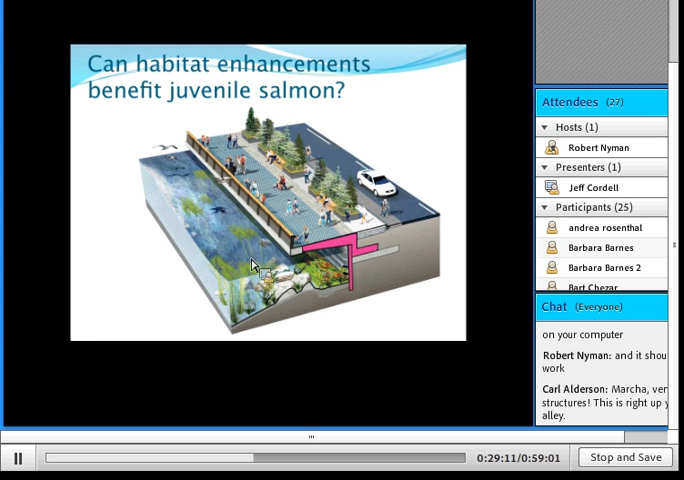 Can habitat enhancements
benefit juvenile salmon?
Attendees (27)
Hosts (1)
Robert Nyman
Presenters (1)
Jeff Cordell
Participants (25)
andrea rosenthal
Barbara Barnes
Barbara Barnes 2
Bart Chezar
Chat (Everyone)
on your computer
Robert Nyman: and it shou
work
Carl Alderson: Marcha, ver
structures! This is right up y
alley.
0:29:11/0:59:01
Stop and Save